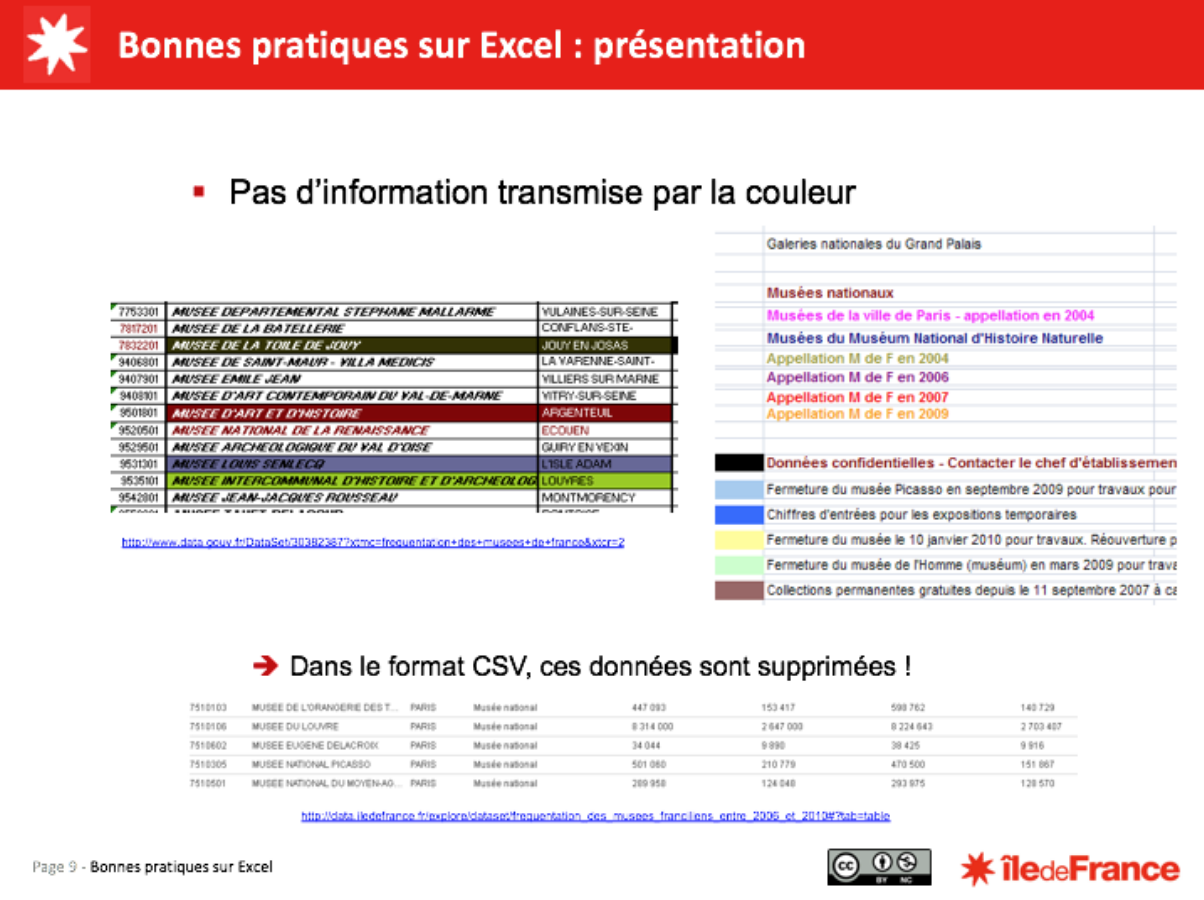 Bonnes pratiques sur Excel : présentation
Pas d'information transmise par la couleur
7753301 MUSEE DEPARTEMENTAL STEPHANE MALLARME VULAINES-SUR-SEINE
7817201 MUSEE DE LA BATELLERIE CONFLANS-STE-
7832201 MUSEE DE LA TOILE DE JOUY JOUY EN JOSAS
9406801 MUSEE DE SAINT-MAUR - VILLA MEDICIS LA VARENNE-SAINT-
9407901 MUSEE EMILE JEAN VILLIERS SUR MARNE
9408101 MUSEE D'ART CONTEMPORAIN DU VAL-DE-MARNE VITRY-SUR-SEINE
9501801 MUSEE D'ART ET D'HISTOIRE ARGENTEUIL
9520501 MUSEE NATIONAL DE LA RENAISSANCE ECOUEN
9529501 MUSEE ARCHEOLOGIQUE DU VAL D'OISE GUIRY EN VEXIN
9531301 MUSEE LOUIS SENLECQ L'ISLE ADAM
9535101 MUSEE INTERCOMMUNAL D'HISTOIRE ET D'ARCHEOLOG LOUVRES
9542801 MUSEE JEAN-JACQUES ROUSSEAU MONTMORENCY
http://www.data.gouv.fr/DataSet/30382387?xtmc=frequentation+des+musees+de+france&xtcr=2
Galeries nationales du Grand Palais
Musées nationaux
Musées de la ville de Paris - appellation en 2004
Musées du Muséum National d'Histoire Naturelle
Appellation M de F en 2004
Appellation M de F en 2006
Appellation M de F en 2007
Appellation M de F en 2009
Données confidentielles - Contacter le chef d'établissemen
Fermeture du musée Picasso en septembre 2009 pour travaux pour
Chiffres d'entrées pour les expositions temporaires
Fermeture du musée le 10 janvier 2010 pour travaux. Réouverture p
Fermeture du musée de l'Homme (muséum) en mars 2009 pour trava
Collections permanentes gratuites depuis le 11 septembre 2007 à ca
➔ Dans le format CSV, ces données sont supprimées !
7510103 MUSEE DE L'ORANGERIE DES T... PARIS Musée national 447 093 153 417 598 762 140 729
7510106 MUSEE DU LOUVRE PARIS Musée national 8 314 000 2 647 000 8 224 643 2 703 407
7510602 MUSEE EUGENE DELACROIX PARIS Musée national 34 044 9 890 38 425 9 916
7510305 MUSEE NATIONAL PICASSO PARIS Musée national 501 060 210 779 470 500 151 867
7510501 MUSEE NATIONAL DU MOYEN-AG... PARIS Musée national 289 958 124 048 293 975 128 570
http://data.iledefrance.fr/explore/dataset/frequentation_des_musees_franciliens_entre_2006_et_2010#?tab=table
Page 9 - Bonnes pratiques sur Excel
cc BY NC
îledeFrance